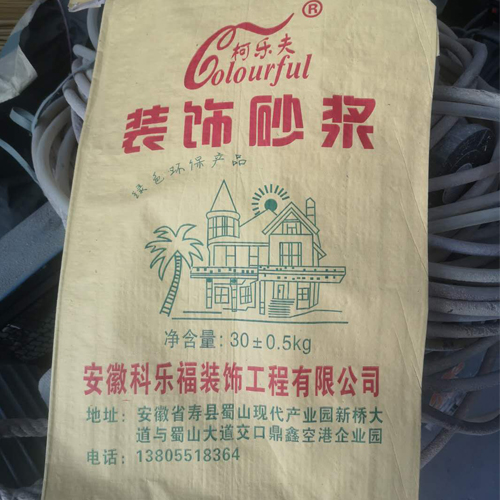 ®
柯乐夫
Colourful
装饰砂浆
绿色环保产品
净含量: 30±0.5kg
安徽科乐福装饰工程有限公司
地址: 安徽省寿县蜀山现代产业园新桥大
道与蜀山大道交口鼎鑫空港企业园
电话: 13805518364